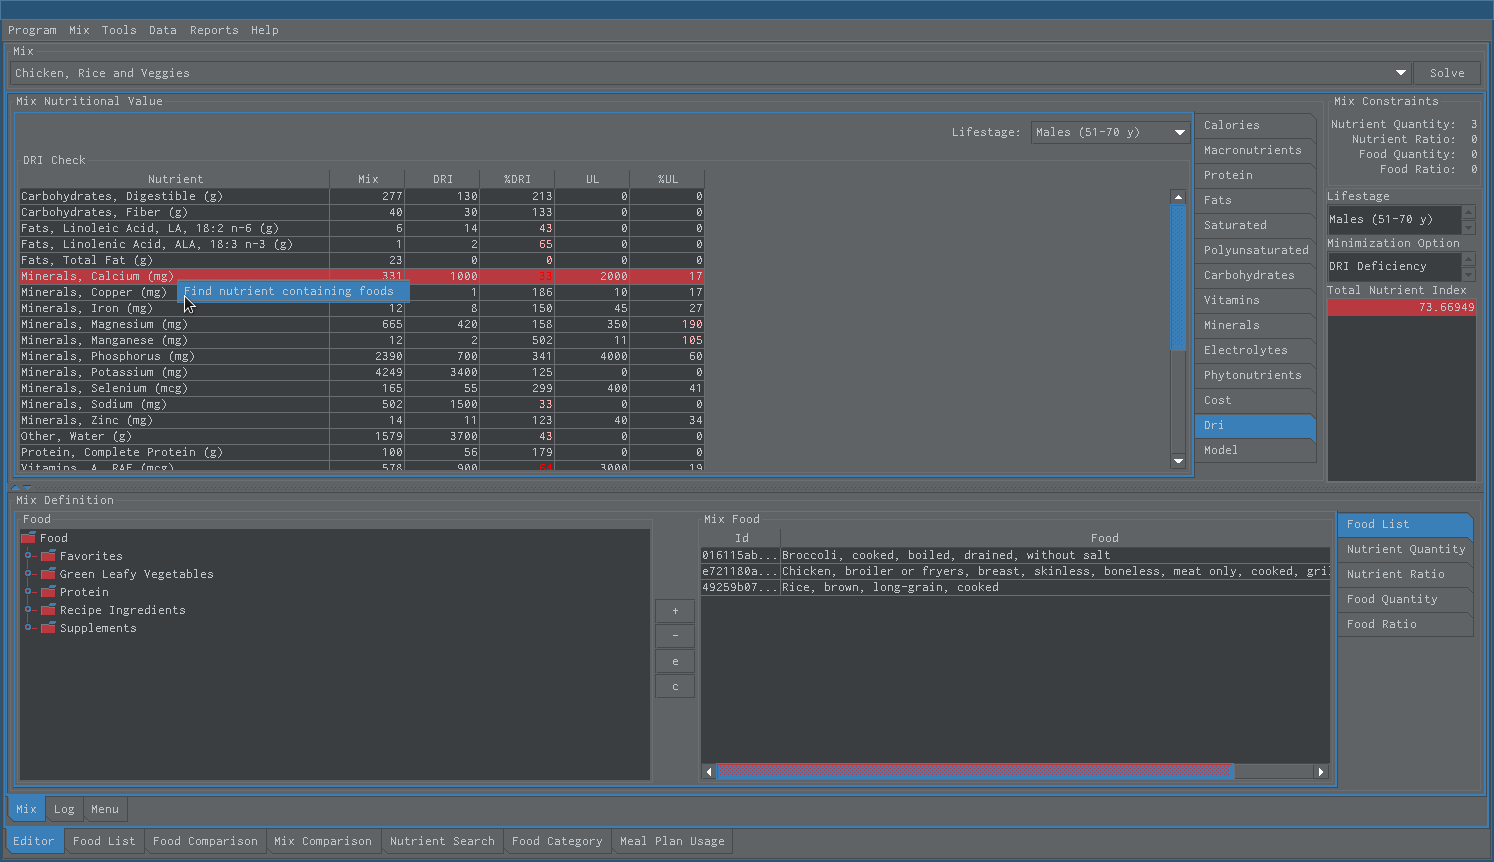 Program Mix Tools Data Reports Help
Mix
Chicken, Rice and Veggies Solve
Mix Nutritional Value
Lifestage: Males (51-70 y)
DRI Check
Nutrient Mix DRI %DRI UL %UL
Carbohydrates, Digestible (g) 277 130 213 0 0
Carbohydrates, Fiber (g) 40 30 133 0 0
Fats, Linoleic Acid, LA, 18:2 n-6 (g) 6 14 43 0 0
Fats, Linolenic Acid, ALA, 18:3 n-3 (g) 1 2 65 0 0
Fats, Total Fat (g) 23 0 0 0 0
Minerals, Calcium (mg) 331 1000 33 2000 17
Minerals, Copper (mg) 1 186 10 17
Find nutrient containing foods
Minerals, Iron (mg) 12 8 150 45 27
Minerals, Magnesium (mg) 665 420 158 350 190
Minerals, Manganese (mg) 12 2 502 11 105
Minerals, Phosphorus (mg) 2390 700 341 4000 60
Minerals, Potassium (mg) 4249 3400 125 0 0
Minerals, Selenium (mcg) 165 55 299 400 41
Minerals, Sodium (mg) 502 1500 33 0 0
Minerals, Zinc (mg) 14 11 123 40 34
Other, Water (g) 1579 3700 43 0 0
Protein, Complete Protein (g) 100 56 179 0 0
Vitamins, A, RAE (mcg) 578 900 64 3000 19
Calories
Macronutrients
Protein
Fats
Saturated
Polyunsaturated
Carbohydrates
Vitamins
Minerals
Electrolytes
Phytonutrients
Cost
Dri
Model
Mix Constraints
Nutrient Quantity: 3
Nutrient Ratio: 0
Food Quantity: 0
Food Ratio: 0
Lifestage
Males (51-70 y)
Minimization Option
DRI Deficiency
Total Nutrient Index
73.66949
Mix Definition
Food
Food
Favorites
Green Leafy Vegetables
Protein
Recipe Ingredients
Supplements
+
-
e
c
Mix Food
Id Food
016115ab... Broccoli, cooked, boiled, drained, without salt
e721180a... Chicken, broiler or fryers, breast, skinless, boneless, meat only, cooked, gril
49259b07... Rice, brown, long-grain, cooked
Food List
Nutrient Quantity
Nutrient Ratio
Food Quantity
Food Ratio
Mix Log Menu
Editor Food List Food Comparison Mix Comparison Nutrient Search Food Category Meal Plan Usage